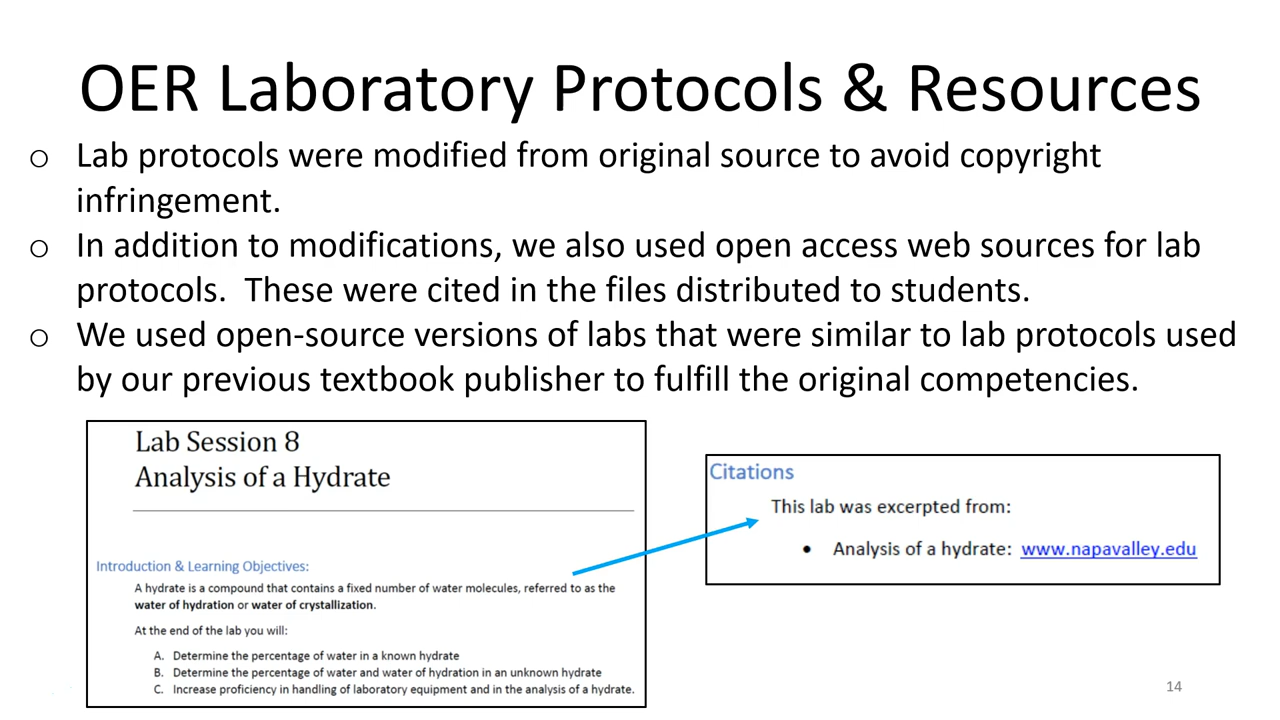 OER Laboratory Protocols & Resources
o Lab protocols were modified from original source to avoid copyright
infringement.
o In addition to modifications, we also used open access web sources for lab
protocols.  These were cited in the files distributed to students.
o We used open-source versions of labs that were similar to lab protocols used
by our previous textbook publisher to fulfill the original competencies.
Lab Session 8
Analysis of a Hydrate
Introduction & Learning Objectives:
A hydrate is a compound that contains a fixed number of water molecules, referred to as the
water of hydration or water of crystallization.
At the end of the lab you will:
A. Determine the percentage of water in a known hydrate
B. Determine the percentage of water and water of hydration in an unknown hydrate
C. Increase proficiency in handling of laboratory equipment and in the analysis of a hydrate.
Citations
This lab was excerpted from:
• Analysis of a hydrate: www.napavalley.edu
14